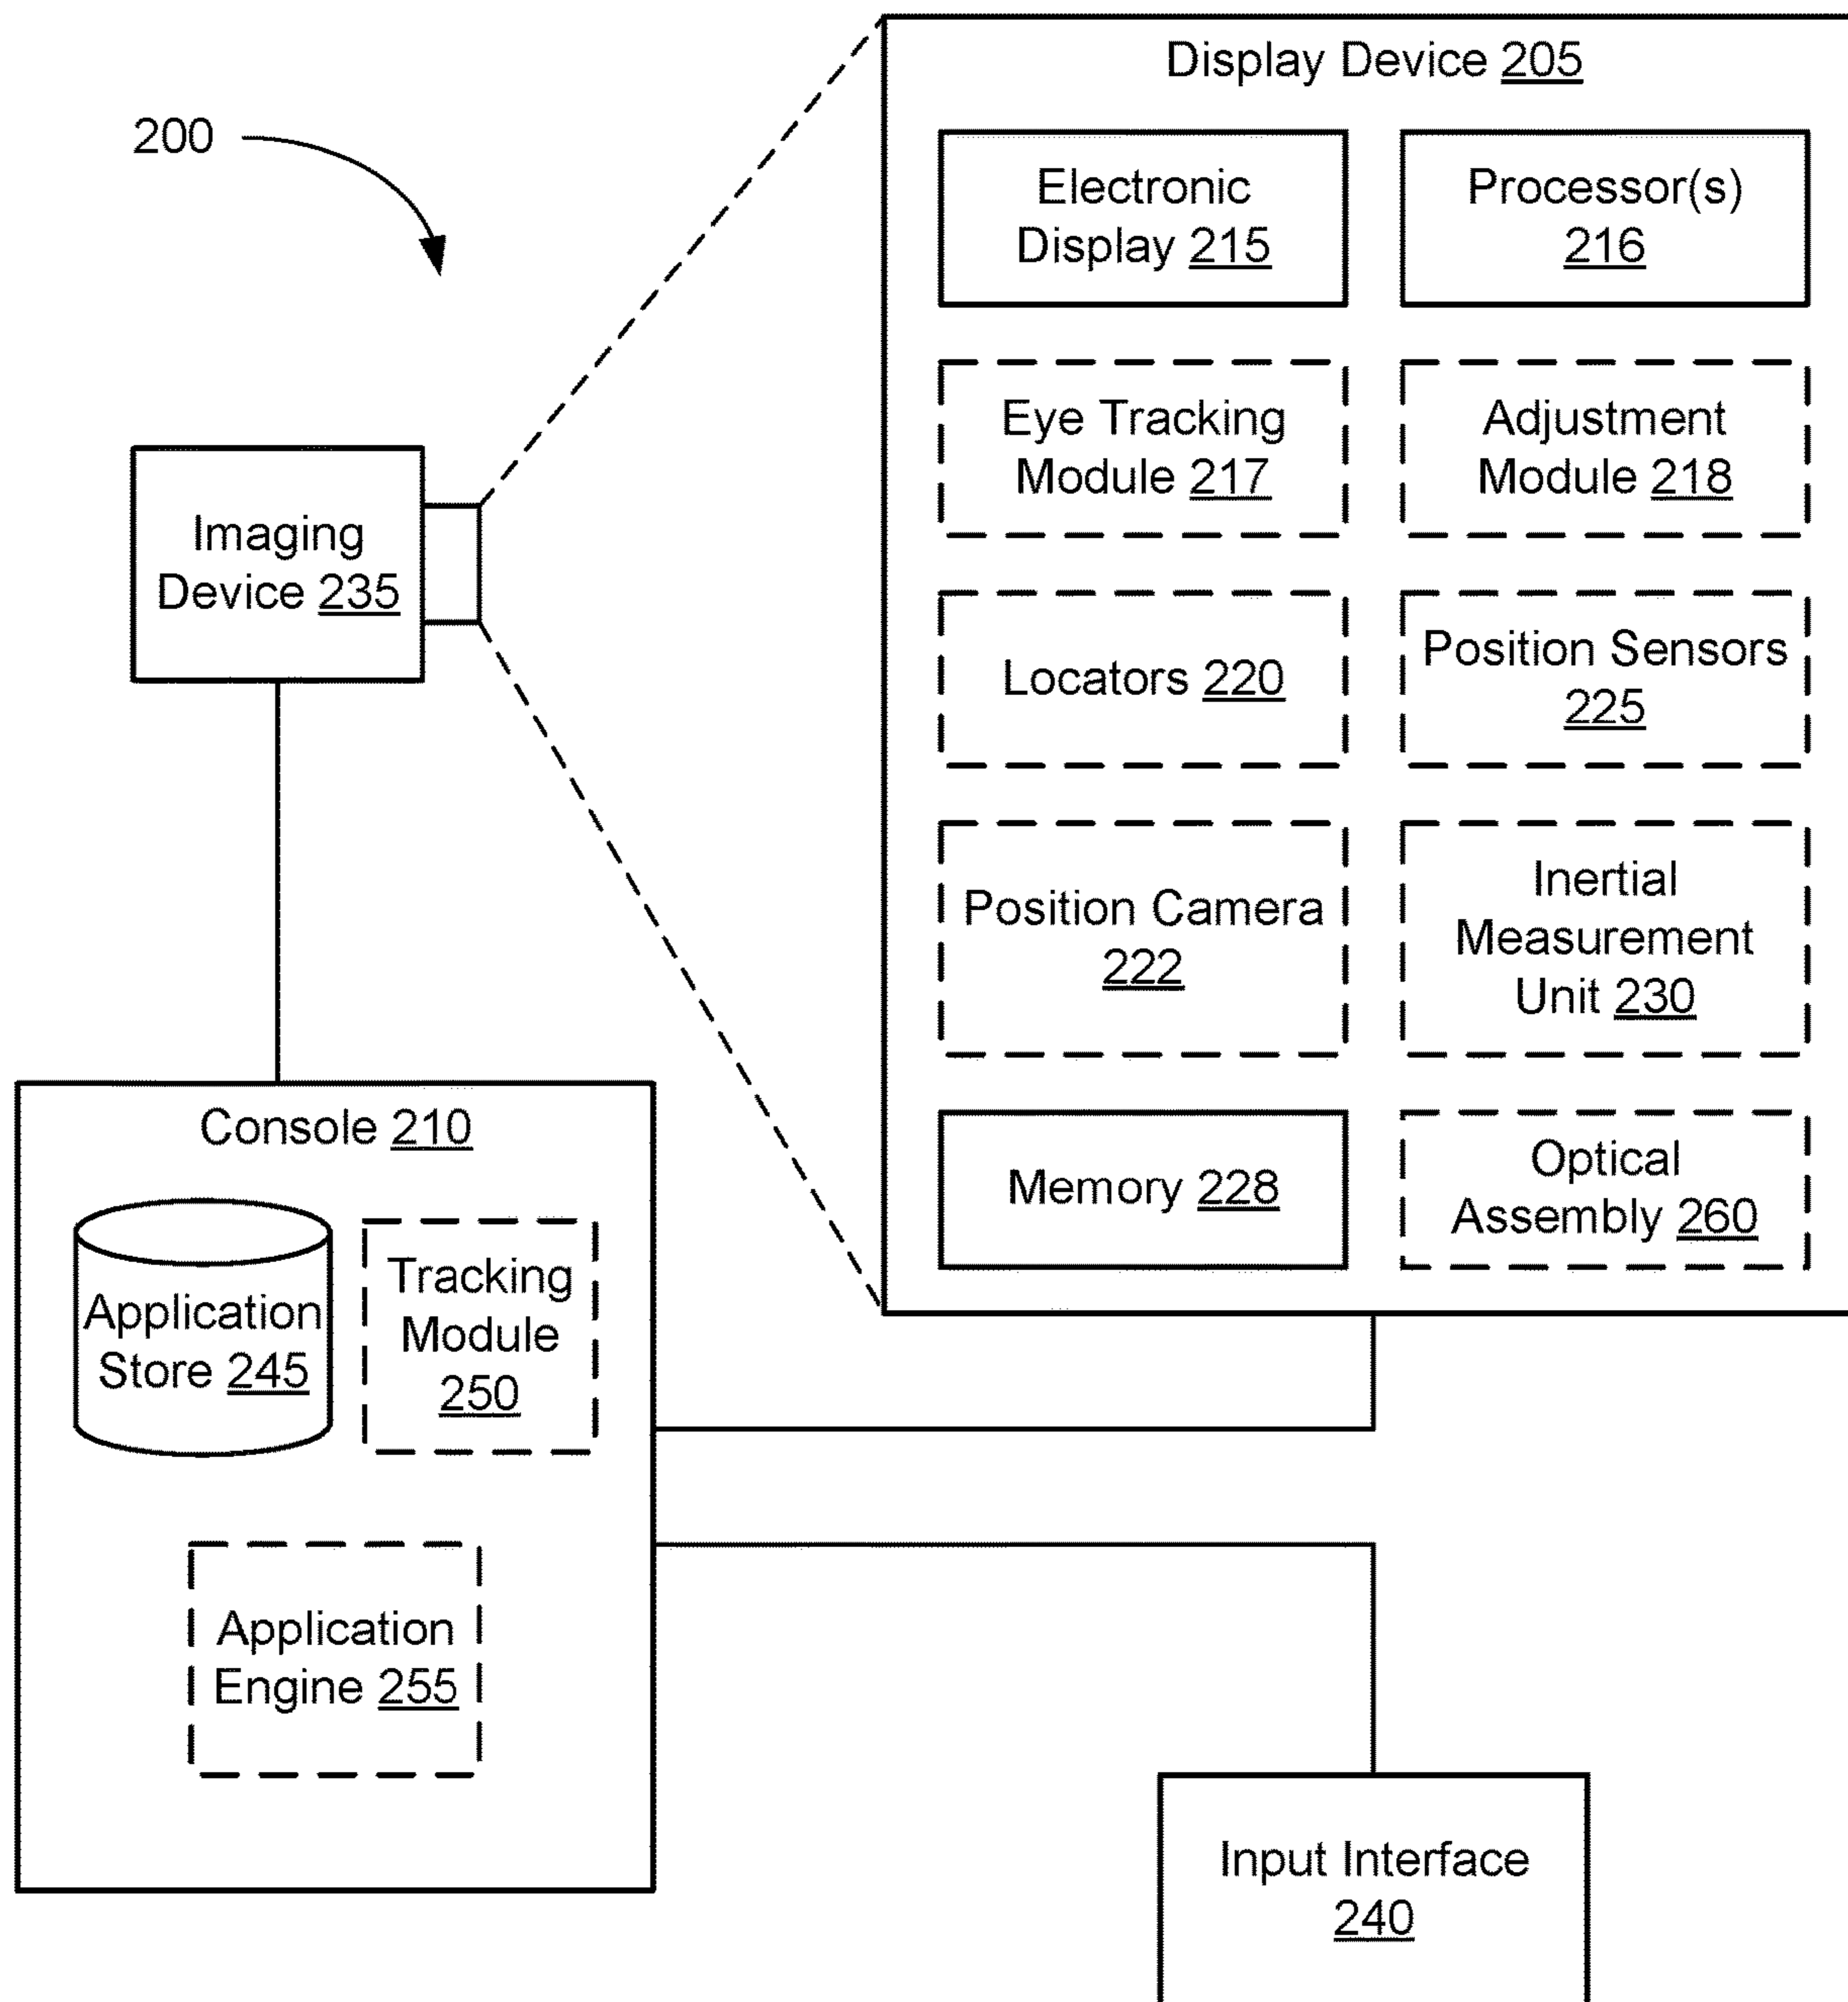 Display Device 205
200
Electronic
Display 215
Processor(s)
216
Eye Tracking
Module 217
Adjustment
Module 218
Imaging
Device 235
Locators 220
Position Sensors
225
Position Camera
222
Inertial
Measurement
Unit 230
Console 210
Memory 228
Optical
Assembly 260
Application
Store 245
Tracking
Module
250
Application
Engine 255
Input Interface
240